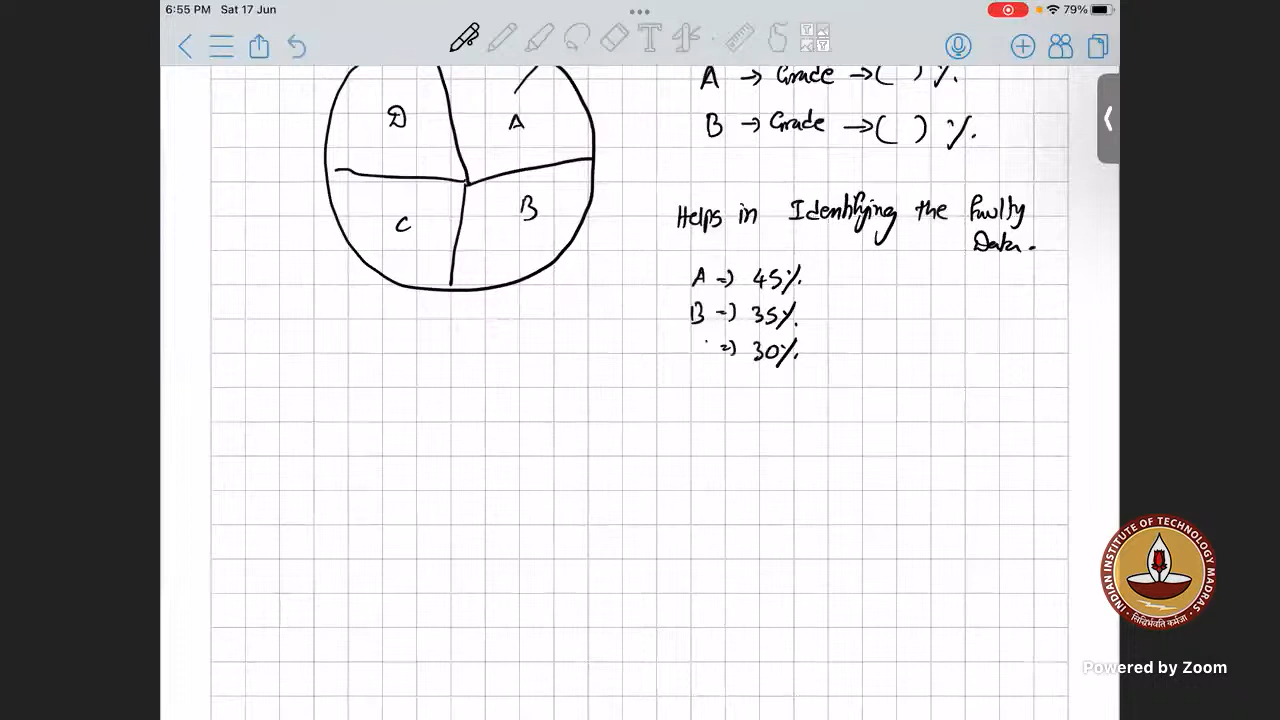 6:55 PM Sat 17 Jun
79%
A → Grade → ( ) %.
B → Grade → ( ) %.
D
A
C
B
Helps in Identifying the Faulty
Data.
A => 45%.
B => 35%.
=> 30%.
INDIAN INSTITUTE OF TECHNOLOGY MADRAS
सिद्धिर्भवति कर्मजा
Powered by Zoom